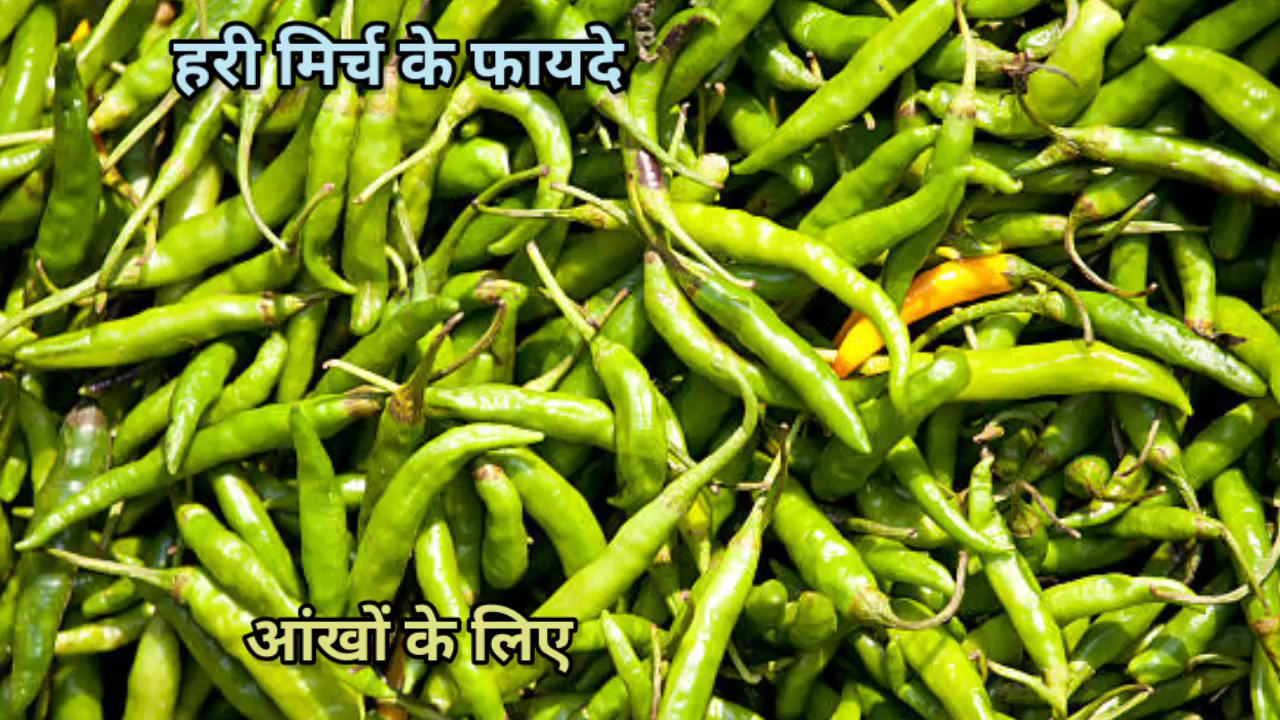 हरी मिर्च के फायदे
आंखों के लिए